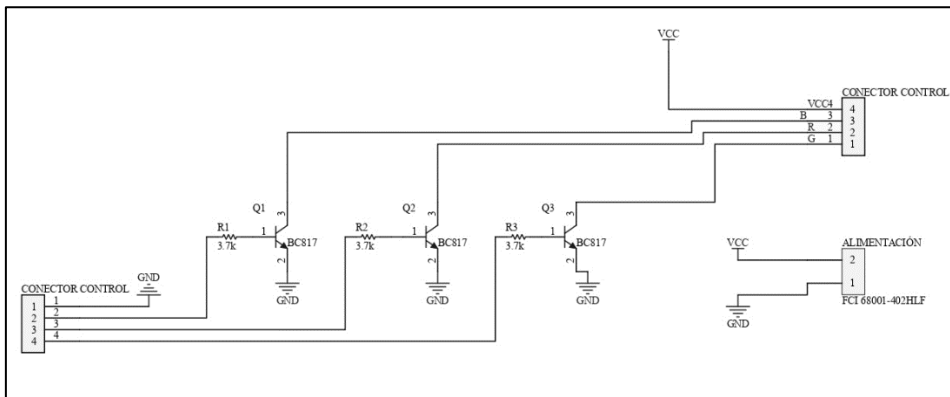 VCC
CONECTOR CONTROL
VCC4 4
B 3 3
R 2 2
G 1 1
Q1 3
Q2 3
Q3 3
R1 1 BC817
3.7k 2
R2 1 BC817
3.7k 2
R3 1 BC817
3.7k 2
GND
GND
GND
VCC
ALIMENTACIÓN
2
1
FCI 68001-402HLF
GND
GND
CONECTOR CONTROL
1 1
2 2
3 3
4 4